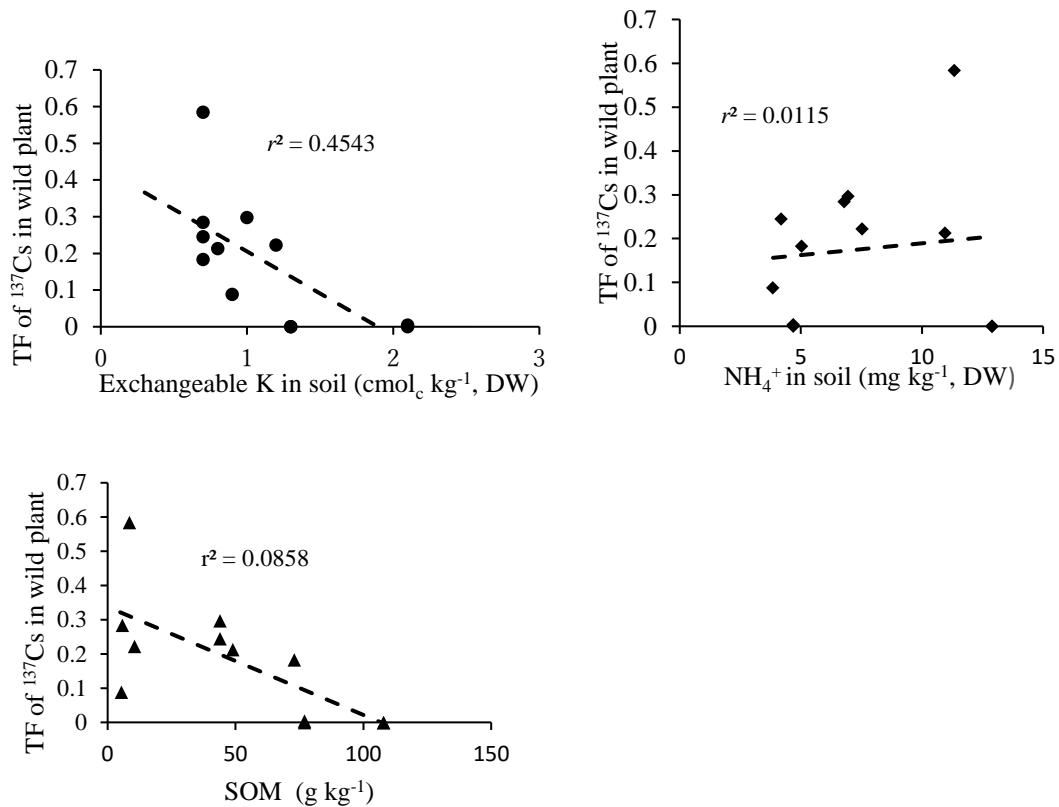 0.7
0.6
0.5
0.4
0.3
0.2
0.1
0
TF of ¹³⁷Cs in wild plant
r² = 0.4543
0 1 2 3
Exchangeable K in soil (cmolc kg⁻¹, DW)
0.7
0.6
0.5
0.4
0.3
0.2
0.1
0
TF of ¹³⁷Cs in wild plant
r² = 0.0115
0 5 10 15
NH₄⁺ in soil (mg kg⁻¹, DW)
0.7
0.6
0.5
0.4
0.3
0.2
0.1
0
TF of ¹³⁷Cs in wild plant
r² = 0.0858
0 50 100 150
SOM (g kg⁻¹)